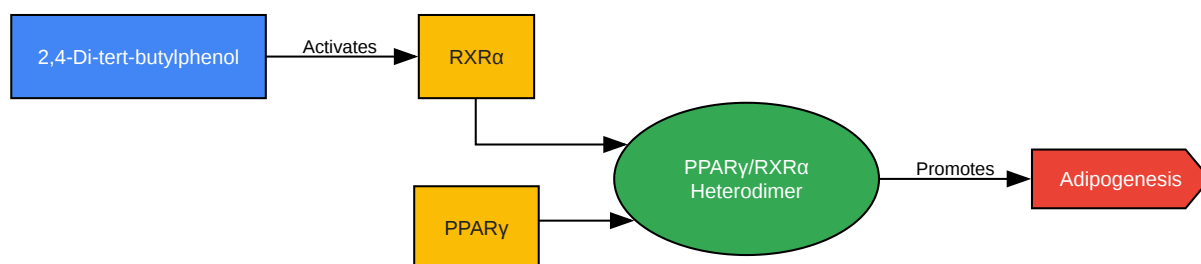 2,4-Di-tert-butylphenol
Activates
RXRα
PPARγ/RXRα
Heterodimer
Promotes
Adipogenesis
PPARγ